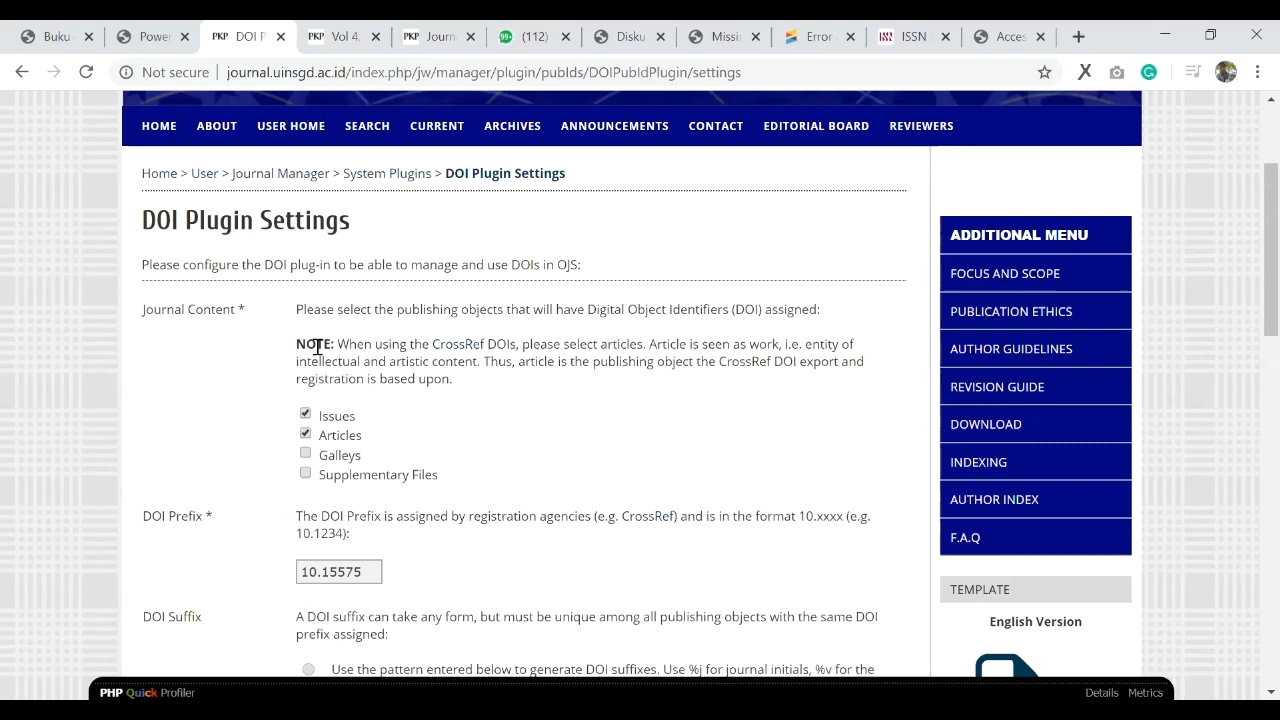 Buku
Power
PKP DOI P
PKP Vol 4.
PKP Journ
99+ (112)
Disku
Missi
Error
ISSN
Acces
Not secure
journal.uinsgd.ac.id/index.php/jw/manager/plugin/pubIds/DOIPubIdPlugin/settings
HOME ABOUT USER HOME SEARCH CURRENT ARCHIVES ANNOUNCEMENTS CONTACT EDITORIAL BOARD REVIEWERS
Home > User > Journal Manager > System Plugins > DOI Plugin Settings
DOI Plugin Settings
Please configure the DOI plug-in to be able to manage and use DOIs in OJS:
Journal Content *
Please select the publishing objects that will have Digital Object Identifiers (DOI) assigned:
NOTE: When using the CrossRef DOIs, please select articles. Article is seen as work, i.e. entity of
intellectual and artistic content. Thus, article is the publishing object the CrossRef DOI export and
registration is based upon.
Issues
Articles
Galleys
Supplementary Files
DOI Prefix *
The DOI Prefix is assigned by registration agencies (e.g. CrossRef) and is in the format 10.xxxx (e.g.
10.1234):
10.15575
DOI Suffix
A DOI suffix can take any form, but must be unique among all publishing objects with the same DOI
prefix assigned:
Use the pattern entered below to generate DOI suffixes. Use %j for journal initials, %v for the
ADDITIONAL MENU
FOCUS AND SCOPE
PUBLICATION ETHICS
AUTHOR GUIDELINES
REVISION GUIDE
DOWNLOAD
INDEXING
AUTHOR INDEX
F.A.Q
TEMPLATE
English Version
PHP Quick Profiler
Details
Metrics